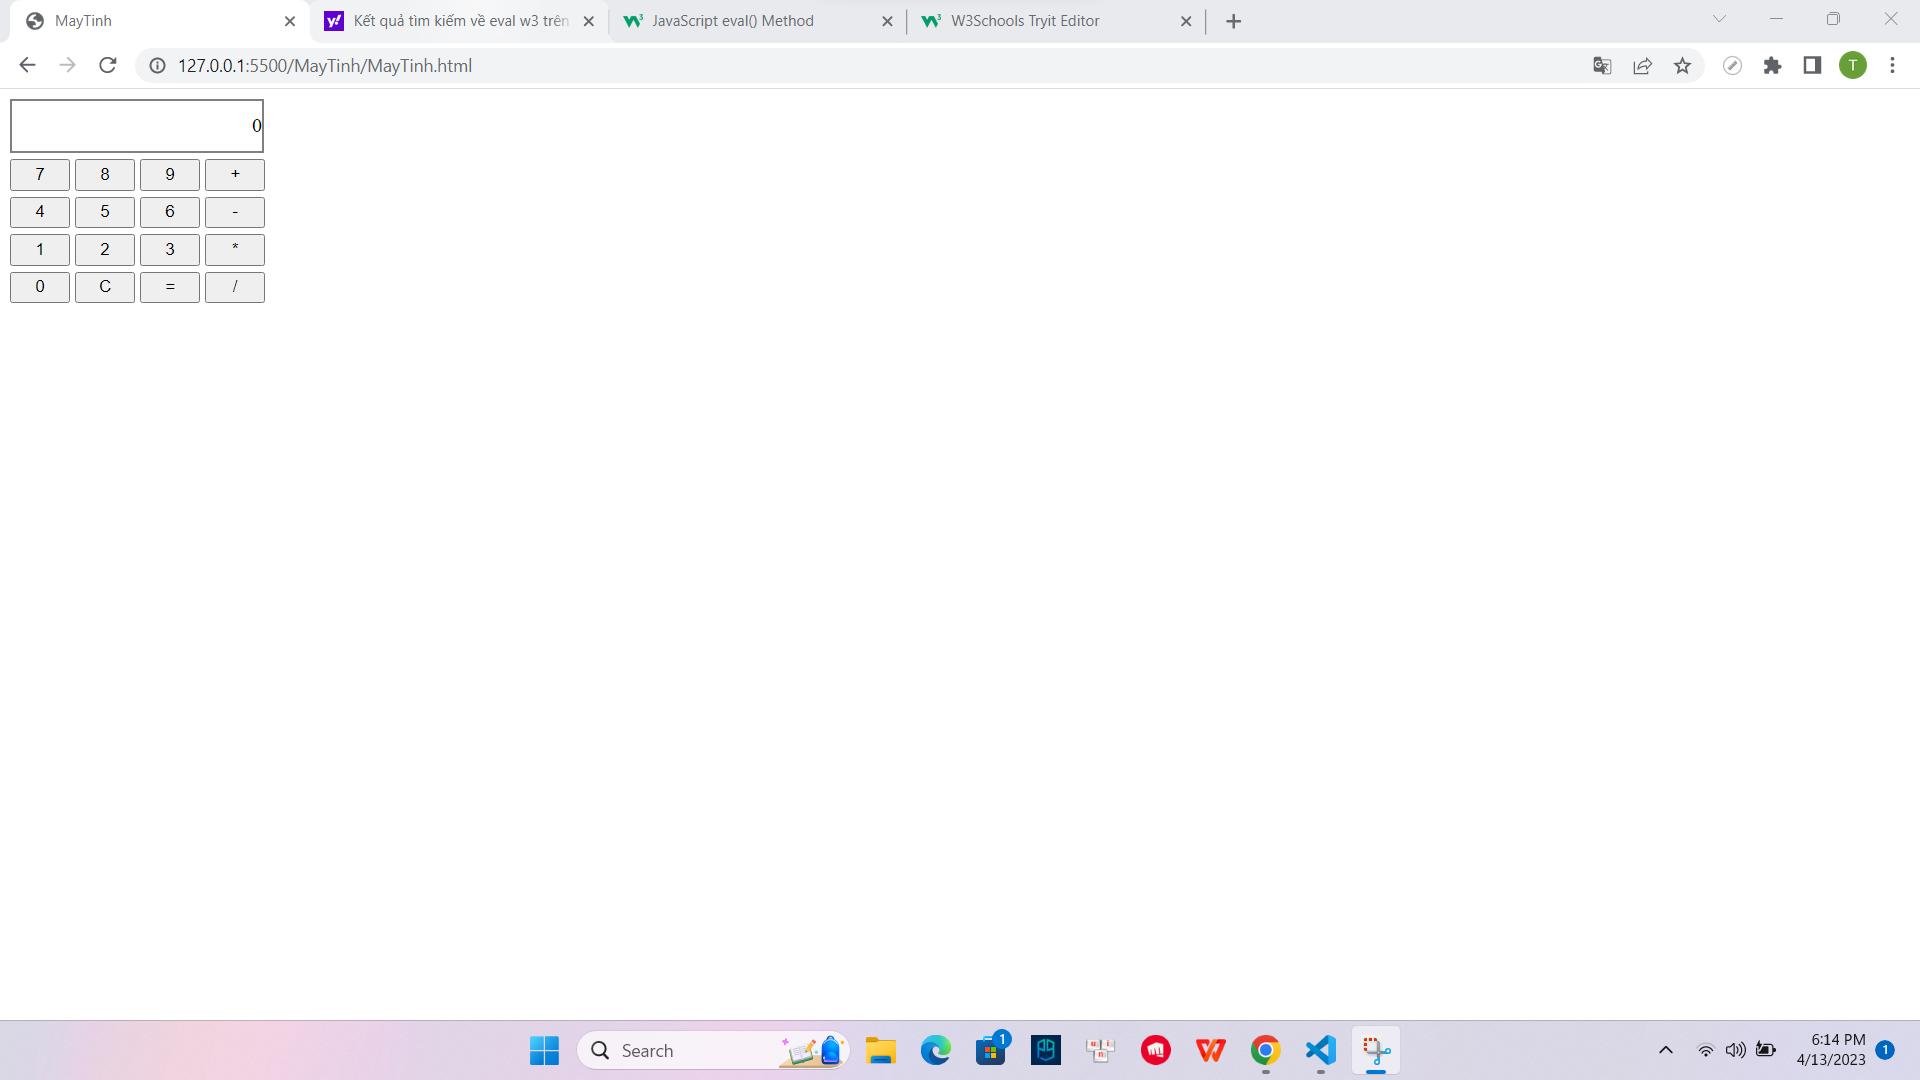 MayTinh
Kết quả tìm kiếm về eval w3 trên
JavaScript eval() Method
W3Schools Tryit Editor
127.0.0.1:5500/MayTinh/MayTinh.html
T
0
7 8 9 +
4 5 6 -
1 2 3 *
0 C = /
Search
1
6:14 PM
4/13/2023
1